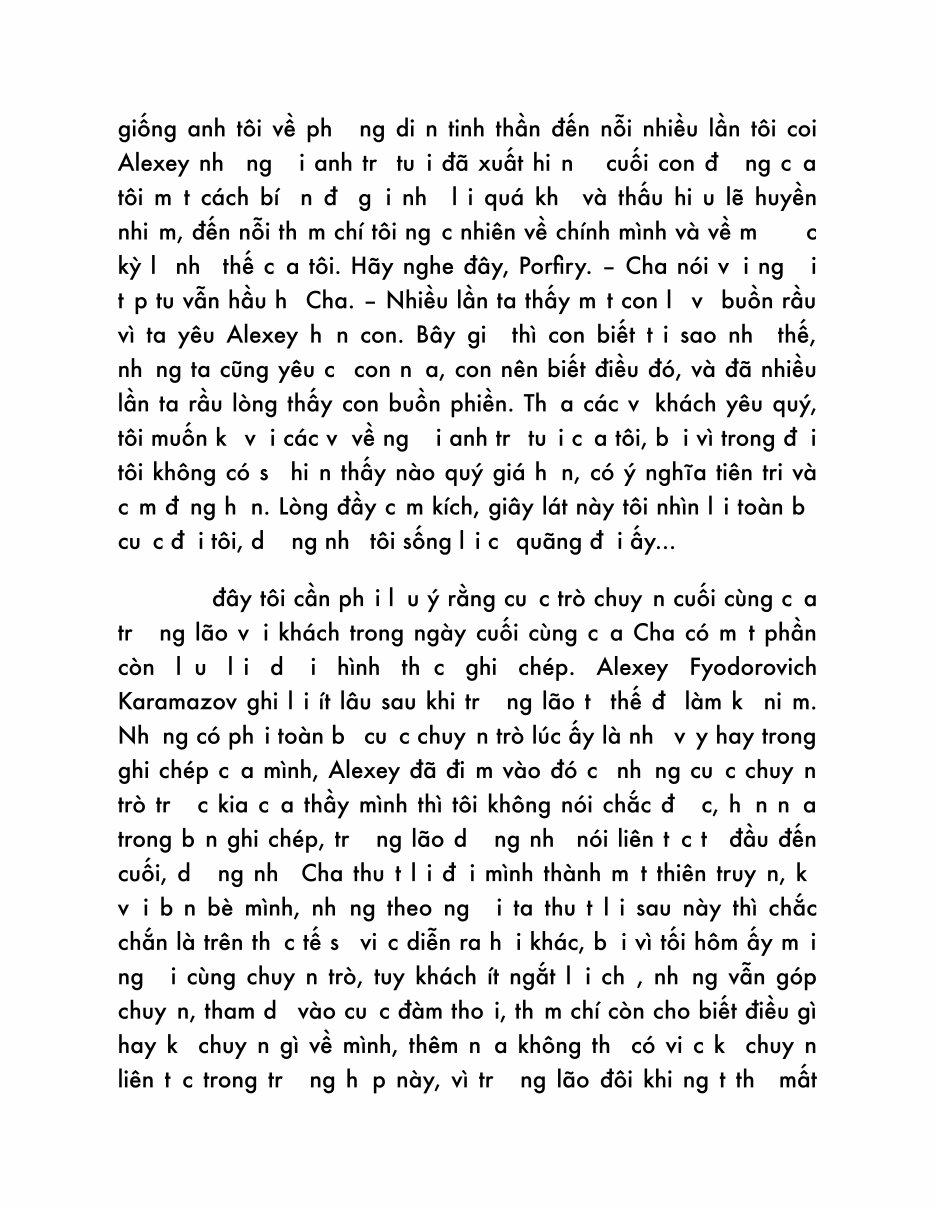 giống anh tôi về ph ng di n tinh thần đến nỗi nhiều lần tôi coi
Alexey nh ng i anh tr tu i đã xuất hi n cuối con đ ng c a
tôi m t cách bí n đ g i nh l i quá kh và thấu hi u lẽ huyền
nhi m, đến nỗi th m chí tôi ng c nhiên về chính mình và về m c
kỳ l nh thế c a tôi. Hãy nghe đây, Porfiry. – Cha nói v i ng i
t p tu vẫn hầu h Cha. – Nhiều lần ta thấy m t con l v buồn rầu
vì ta yêu Alexey h n con. Bây gi thì con biết t i sao nh thế,
nh ng ta cũng yêu c con n a, con nên biết điều đó, và đã nhiều
lần ta rầu lòng thấy con buồn phiền. Th a các v khách yêu quý,
tôi muốn k v i các v về ng i anh tr tu i c a tôi, b i vì trong đ i
tôi không có s hi n thấy nào quý giá h n, có ý nghĩa tiên tri và
c m đ ng h n. Lòng đầy c m kích, giây lát này tôi nhìn l i toàn b
cu c đ i tôi, d ng nh tôi sống l i c quãng đ i ấy...
đây tôi cần ph i l u ý rằng cu c trò chuy n cuối cùng c a
tr ng lão v i khách trong ngày cuối cùng c a Cha có m t phần
còn l u l i d i hình th c ghi chép. Alexey Fyodorovich
Karamazov ghi l i ít lâu sau khi tr ng lão t thế đ làm k ni m.
Nh ng có ph i toàn b cu c chuy n trò lúc ấy là nh v y hay trong
ghi chép c a mình, Alexey đã đi m vào đó c nh ng cu c chuy n
trò tr c kia c a thầy mình thì tôi không nói chắc đ c, h n n a
trong b n ghi chép, tr ng lão d ng nh nói liên t c t đầu đến
cuối, d ng nh Cha thu t l i đ i mình thành m t thiên truy n, k
v i b n bè mình, nh ng theo ng i ta thu t l i sau này thì chắc
chắn là trên th c tế s vi c diễn ra h i khác, b i vì tối hôm ấy m i
ng i cùng chuy n trò, tuy khách ít ngắt l i ch , nh ng vẫn góp
chuy n, tham d vào cu c đàm tho i, th m chí còn cho biết điều gì
hay k chuy n gì về mình, thêm n a không th có vi c k chuy n
liên t c trong tr ng h p này, vì tr ng lão đôi khi ng t th mất